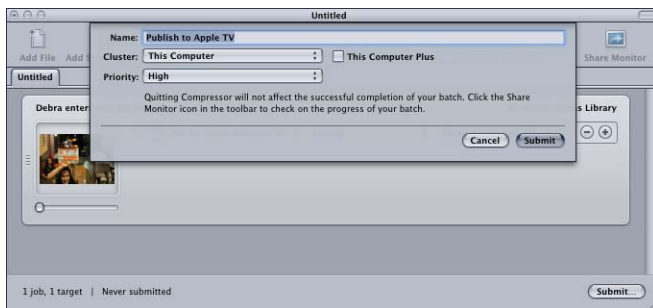 Untitled
Name: Publish to Apple TV
Add File
Add S
Cluster: This Computer
This Computer Plus
Share Monitor
Untitled
Priority: High
Quitting Compressor will not affect the successful completion of your batch. Click the Share
Monitor icon in the toolbar to check on the progress of your batch.
Debra enter
s Library
Cancel
Submit
1 job, 1 target | Never submitted
Submit...